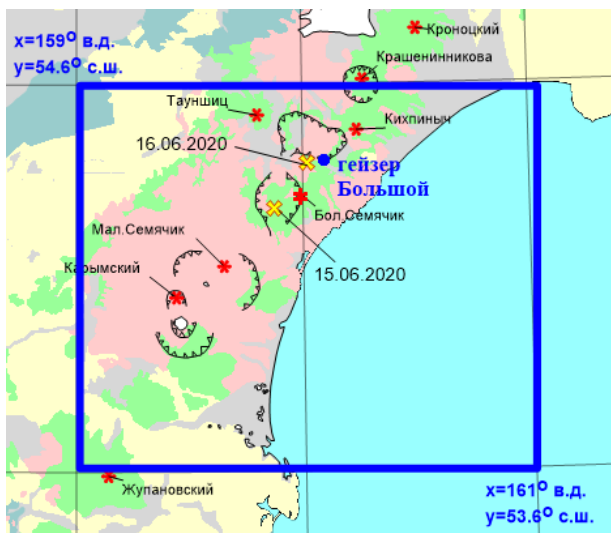 Кроноцкий
x=159° в.д.
y=54.6° с.ш.
Крашенинникова
Тауншиц
Кихпиныч
16.06.2020
гейзер
Большой
Бол.Семячик
Мал.Семячик
Карымский
15.06.2020
Жупановский
x=161° в.д.
y=53.6° с.ш.